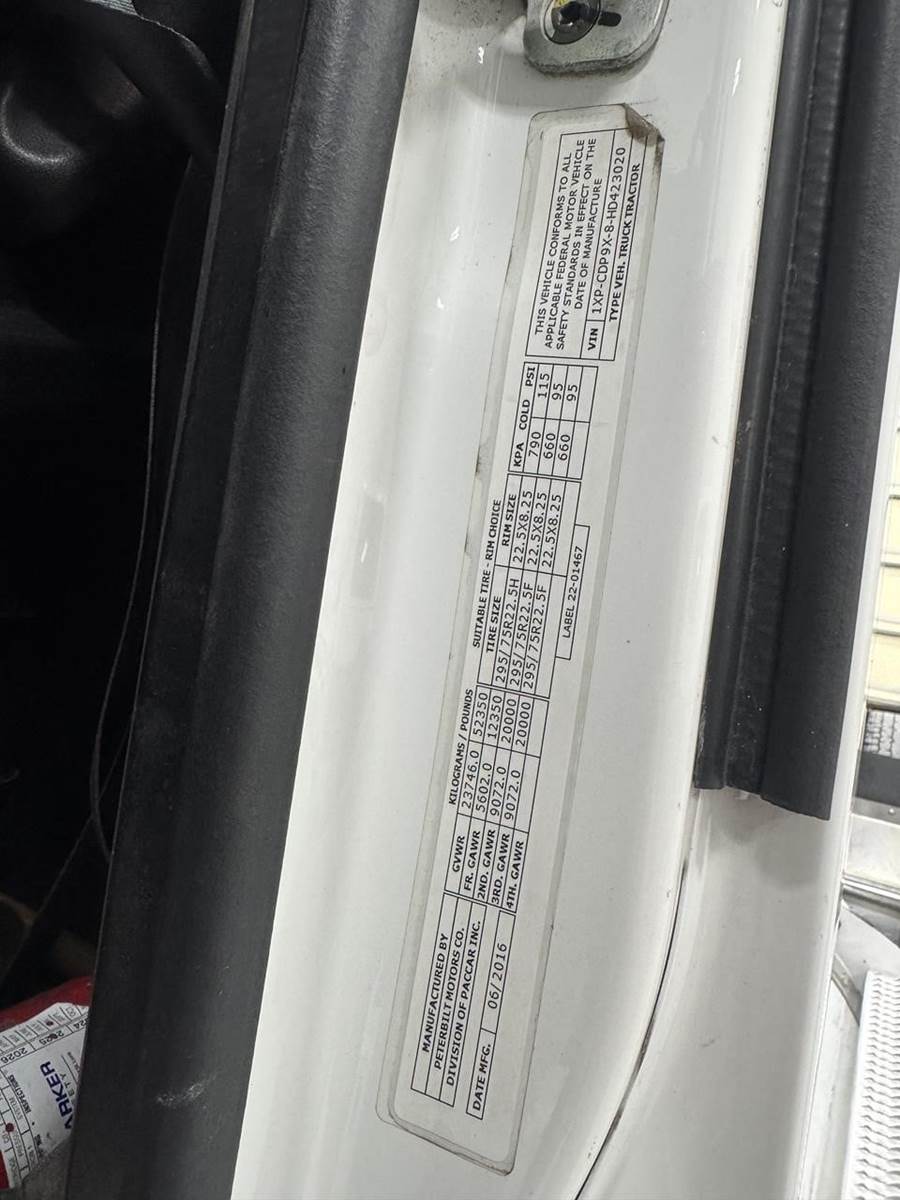 MANUFACTURED BY
PETERBILT MOTORS CO.
DIVISION OF PACCAR INC.
DATE MFG. 06/2016
KILOGRAMS / POUNDS
GVWR 23746.0 52350
FR. GAWR 5602.0 12350
2ND. GAWR 9072.0 20000
3RD. GAWR 9072.0 20000
4TH. GAWR
SUITABLE TIRE - RIM CHOICE
TIRE SIZE RIM SIZE
295/75R22.5H 22.5X8.25
295/75R22.5F 22.5X8.25
295/75R22.5F 22.5X8.25
KPA COLD PSI
790 115
660 95
660 95
LABEL 22-01467
THIS VEHICLE CONFORMS TO ALL
APPLICABLE FEDERAL MOTOR VEHICLE
SAFETY STANDARDS IN EFFECT ON THE
DATE OF MANUFACTURE
VIN 1XP-CDP9X-8-HD423020
TYPE VEH. TRUCK TRACTOR
2025
2026
INSPECTIONS
SYSTEM